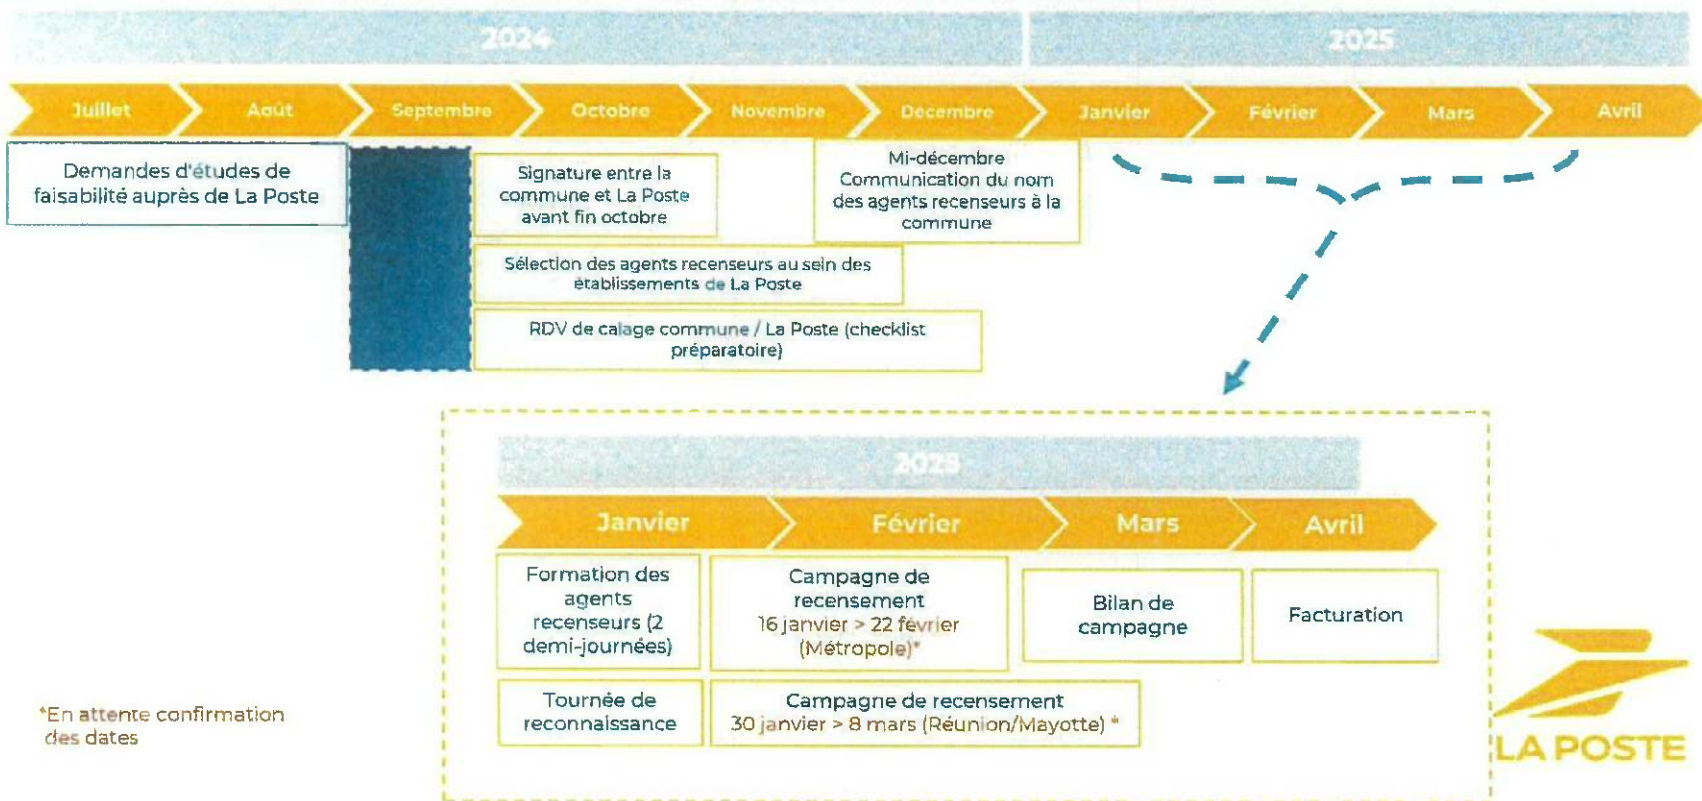 2024
2025
Juillet
Août
Septembre
Octobre
Novembre
Décembre
Janvier
Février
Mars
Avril
Demandes d'études de
faisabilité auprès de La Poste
Signature entre la
commune et La Poste
avant fin octobre
Mi-décembre
Communication du nom
des agents recenseurs à la
commune
Sélection des agents recenseurs au sein des
établissements de La Poste
RDV de calage commune / La Poste (checklist
préparatoire)
2025
Janvier
Février
Mars
Avril
Formation des
agents
recenseurs (2
demi-journées)
Campagne de
recensement
16 janvier > 22 février
(Métropole)*
Bilan de
campagne
Facturation
Tournée de
reconnaissance
Campagne de recensement
30 janvier > 8 mars (Réunion/Mayotte) *
*En attente confirmation
des dates
LA POSTE